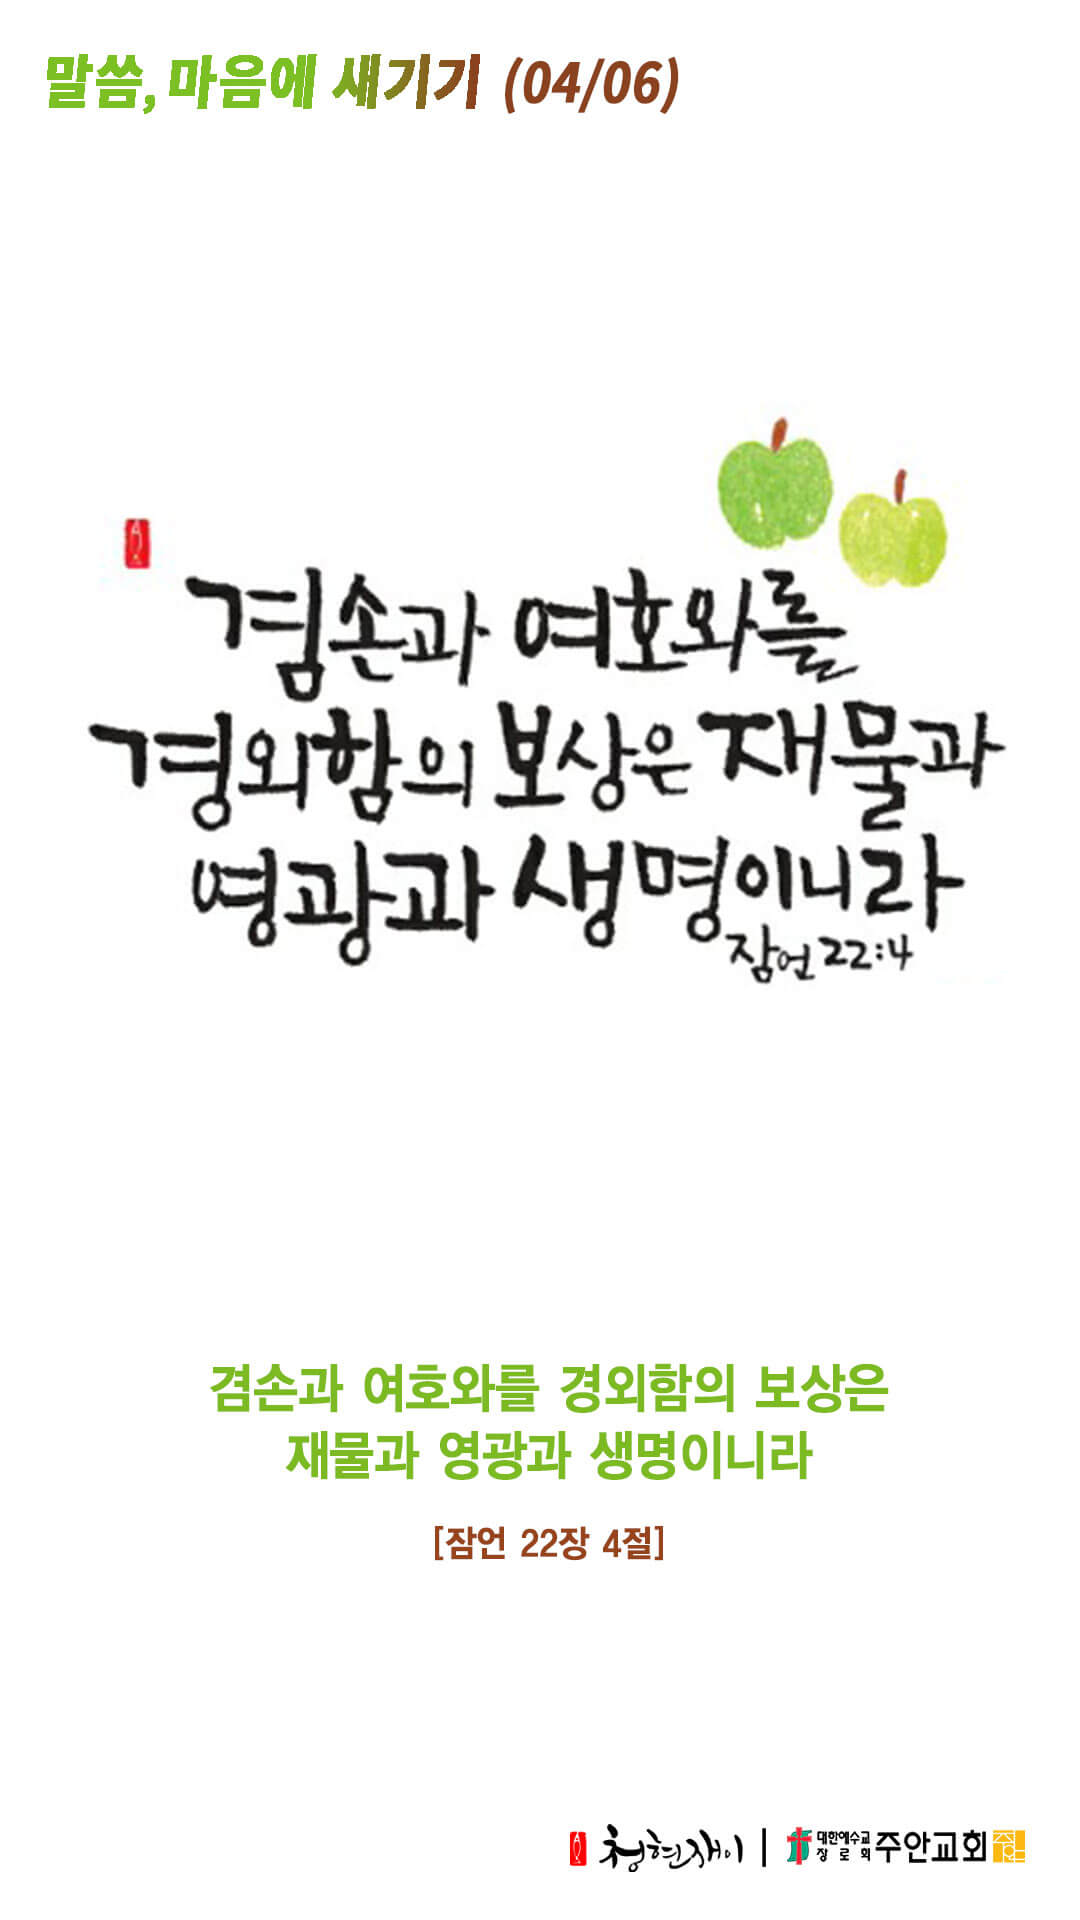 말씀, 마음에 새기기 (04/06)
겸손과 여호와를
경외함의 보상은 재물과
영광과 생명이니라
잠언 22:4
겸손과 여호와를 경외함의 보상은
재물과 영광과 생명이니라
[잠언 22장 4절]
청현재이 | 대한예수교장로회 주안교회